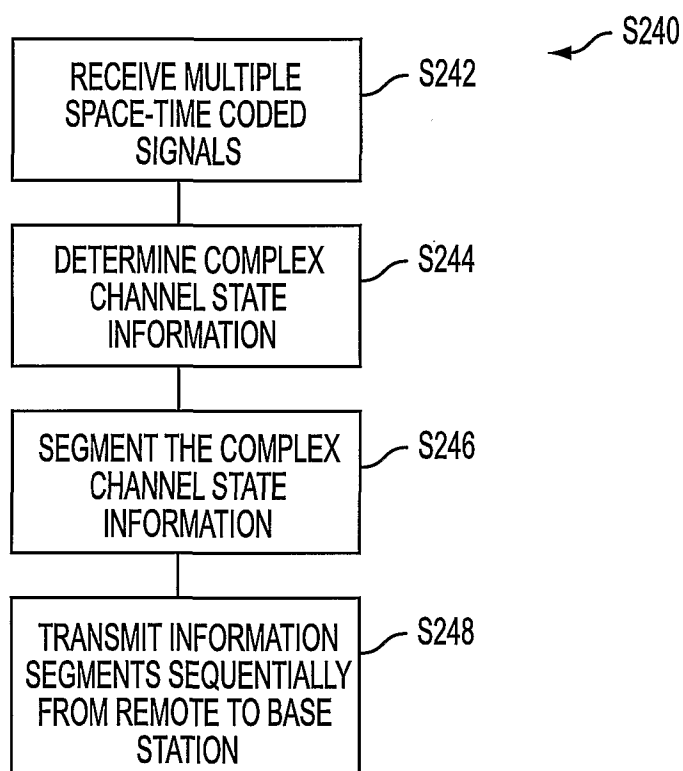 S240
RECEIVE MULTIPLE
SPACE-TIME CODED
SIGNALS
S242
DETERMINE COMPLEX
CHANNEL STATE
INFORMATION
S244
SEGMENT THE COMPLEX
CHANNEL STATE
INFORMATION
S246
TRANSMIT INFORMATION
SEGMENTS SEQUENTIALLY
FROM REMOTE TO BASE
STATION
S248